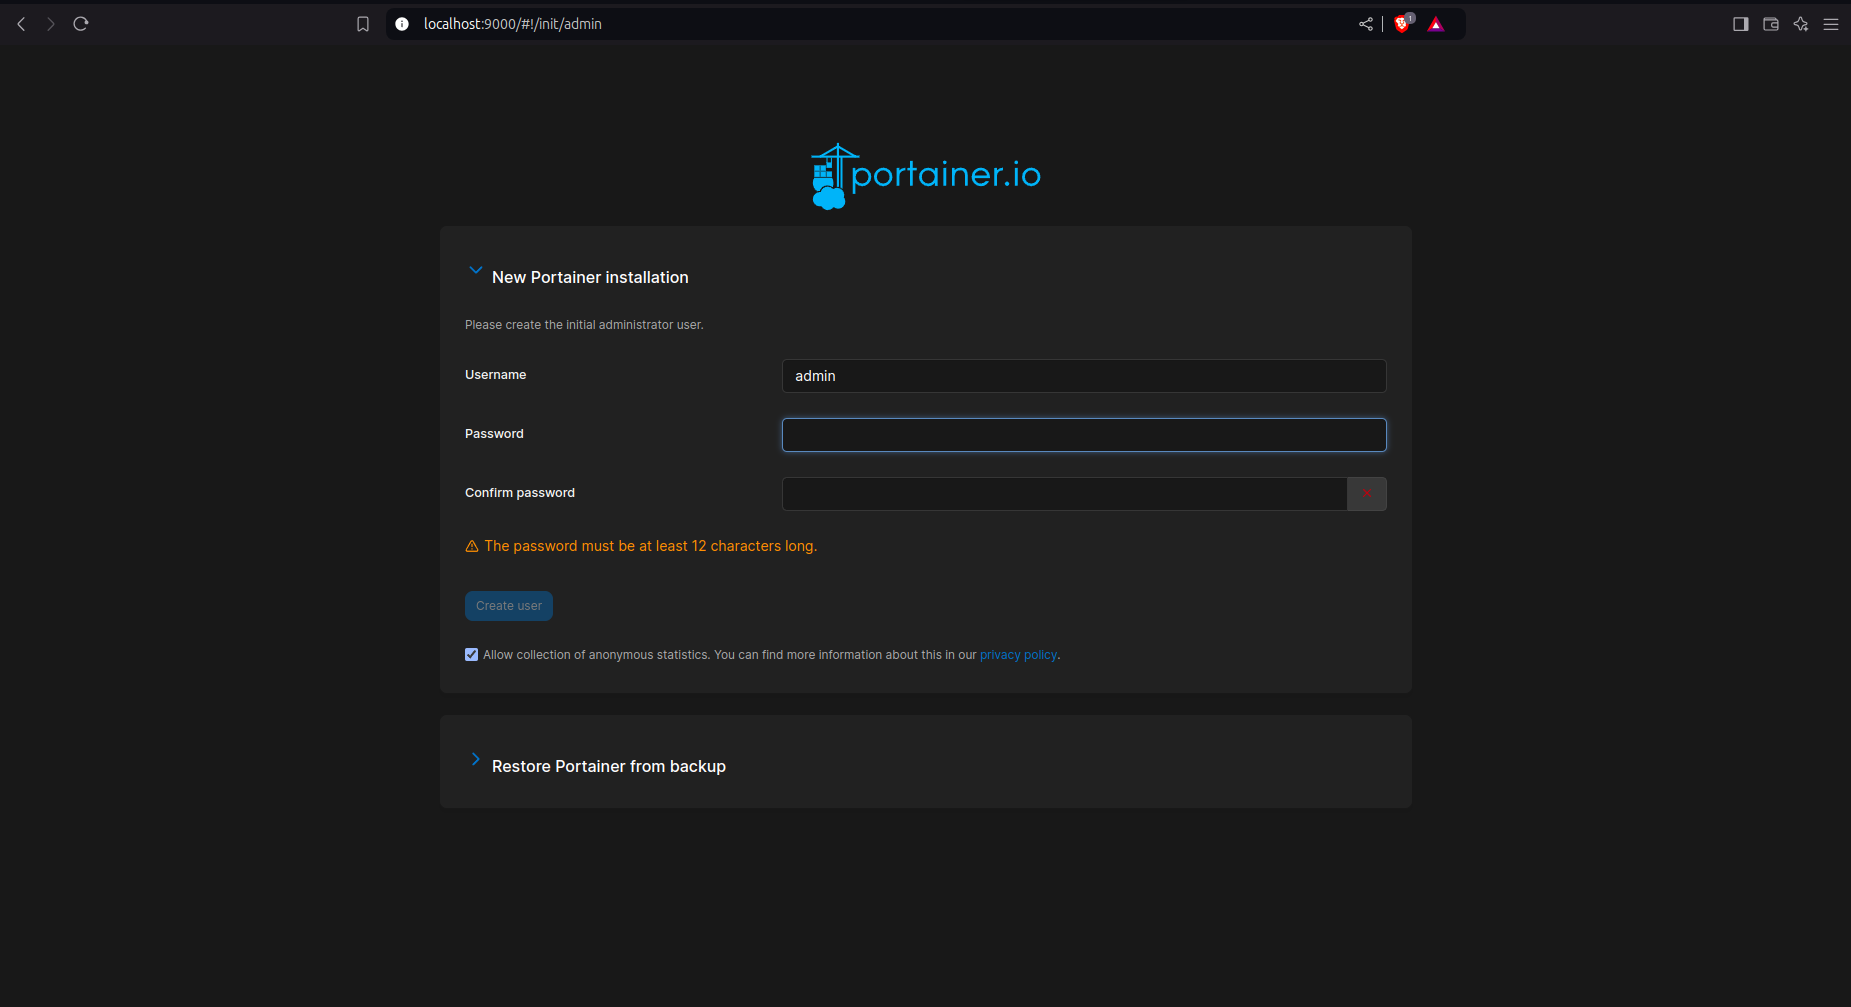 localhost:9000/#!/init/admin
1
portainer.io
New Portainer installation
Please create the initial administrator user.
Username
admin
Password
Confirm password
The password must be at least 12 characters long.
Create user
Allow collection of anonymous statistics. You can find more information about this in our privacy policy.
Restore Portainer from backup